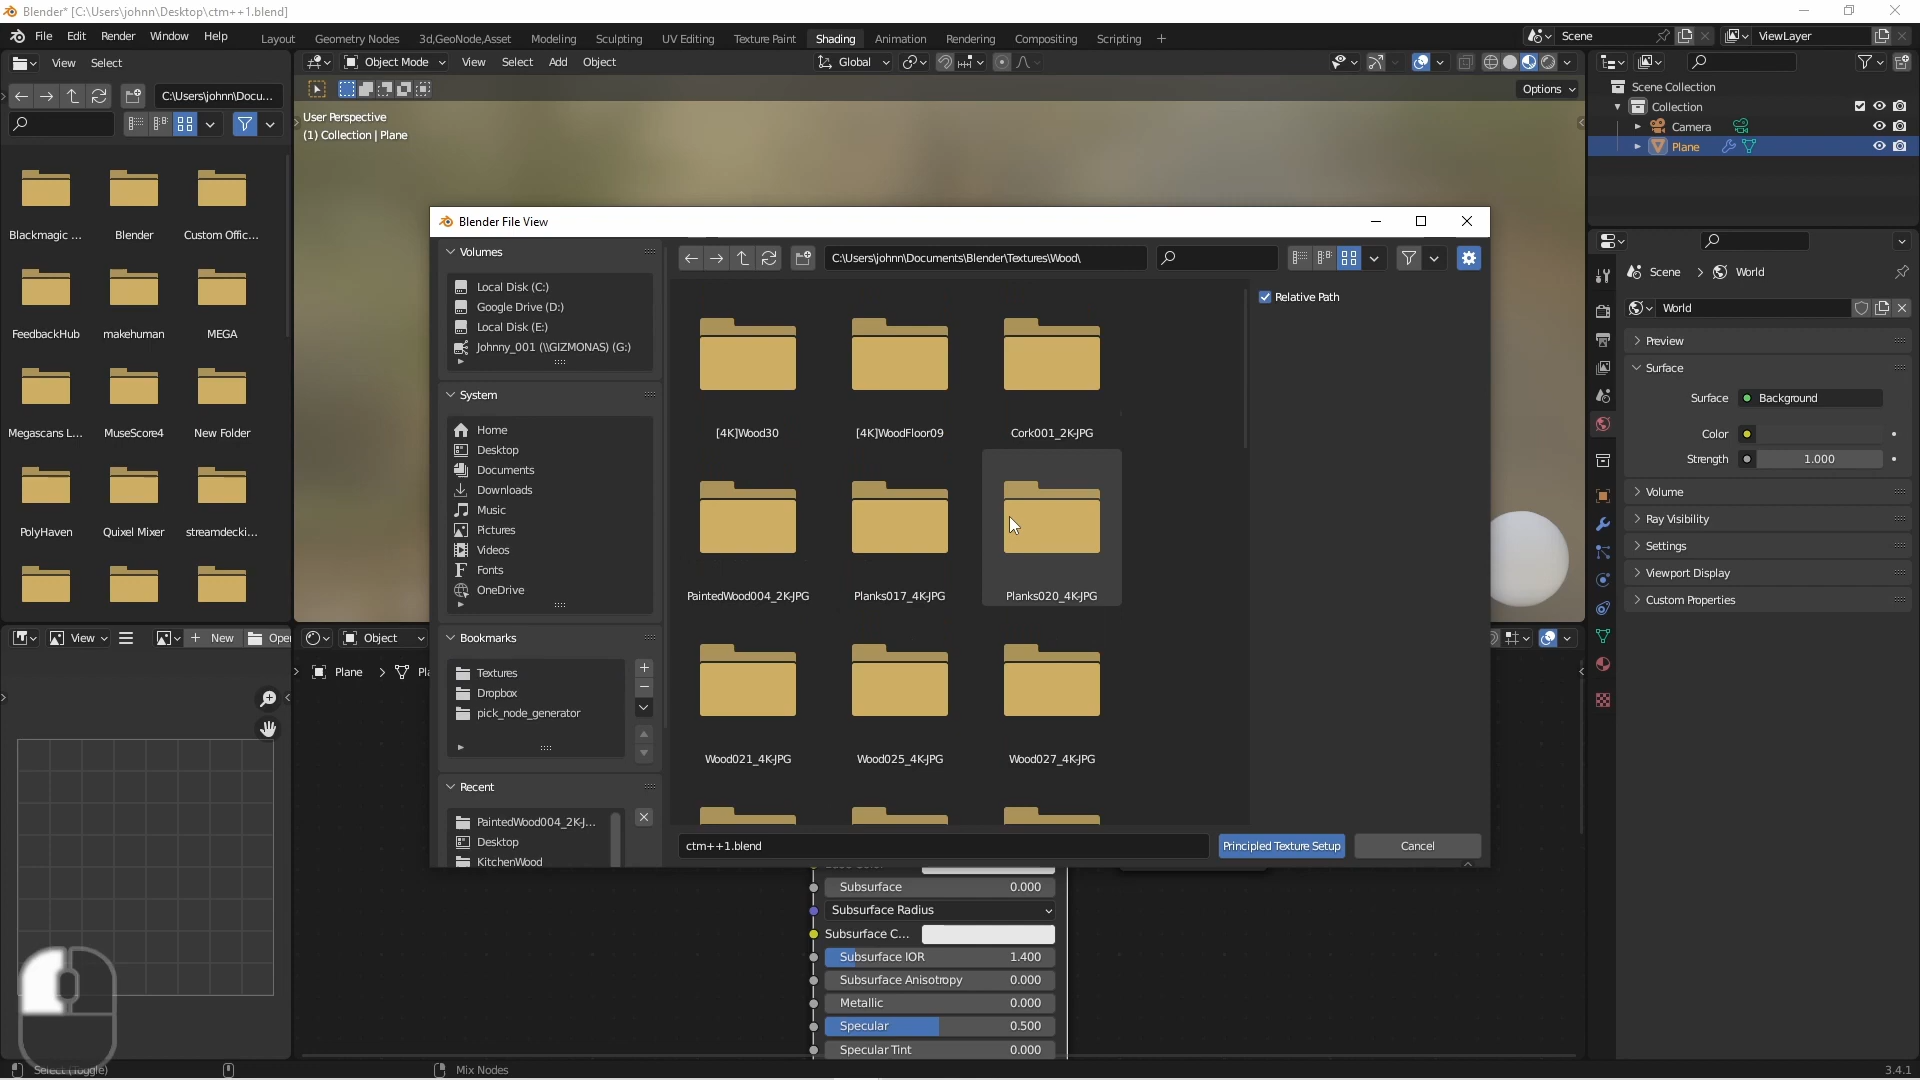 Blender* [C:\Users\johnn\Desktop\ctm++1.blend]
File Edit Render Window Help
Layout Geometry Nodes 3d,GeoNode,Asset Modeling Sculpting UV Editing Texture Paint Shading Animation Rendering Compositing Scripting +
Scene
ViewLayer
View Select
Object Mode View Select Add Object
Global
C:\Users\johnn\Docu...
Options
User Perspective
(1) Collection | Plane
Scene Collection
Collection
Camera
Plane
Blackmagic ... Blender Custom Offic...
FeedbackHub makehuman MEGA
Megascans L... MuseScore4 New Folder
PolyHaven Quixel Mixer streamdecki...
Blender File View
Volumes
Local Disk (C:)
Google Drive (D:)
Local Disk (E:)
Johnny_001 (\\GIZMONAS) (G:)
System
Home
Desktop
Documents
Downloads
Music
Pictures
Videos
Fonts
OneDrive
Bookmarks
Textures
Dropbox
pick_node_generator
Recent
PaintedWood004_2K-J...
Desktop
KitchenWood
C:\Users\johnn\Documents\Blender\Textures\Wood\
Relative Path
[4K]Wood30 [4K]WoodFloor09 Cork001_2K-JPG
PaintedWood004_2K-JPG Planks017_4K-JPG Planks020_4K-JPG
Wood021_4K-JPG Wood025_4K-JPG Wood027_4K-JPG
ctm++1.blend
Principled Texture Setup
Cancel
Scene > World
World
Preview
Surface
Surface Background
Color
Strength 1.000
Volume
Ray Visibility
Settings
Viewport Display
Custom Properties
View
New
Open
Object
Plane
Subsurface 0.000
Subsurface Radius
Subsurface C...
Subsurface IOR 1.400
Subsurface Anisotropy 0.000
Metallic 0.000
Specular 0.500
Specular Tint 0.000
Select (Toggle)
Mix Nodes
3.4.1